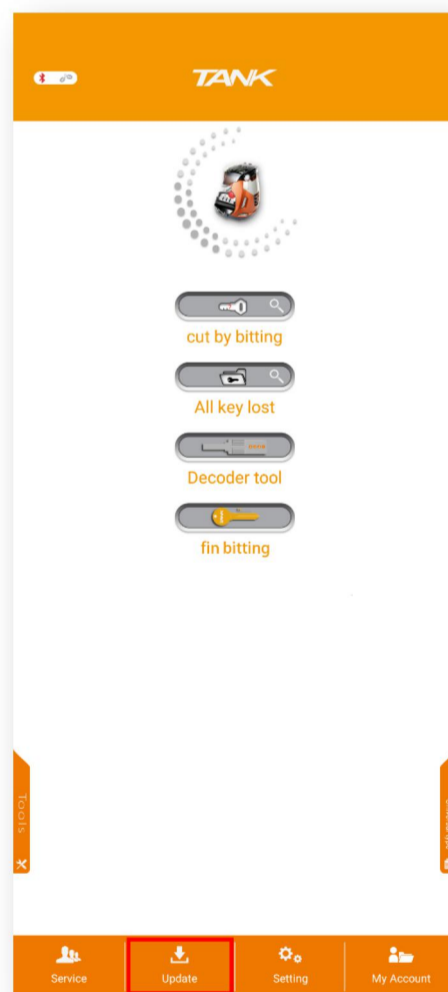 TANK
cut by bitting
All key lost
Decoder tool
fin bitting
Tools
Service
Update
Setting
My Account